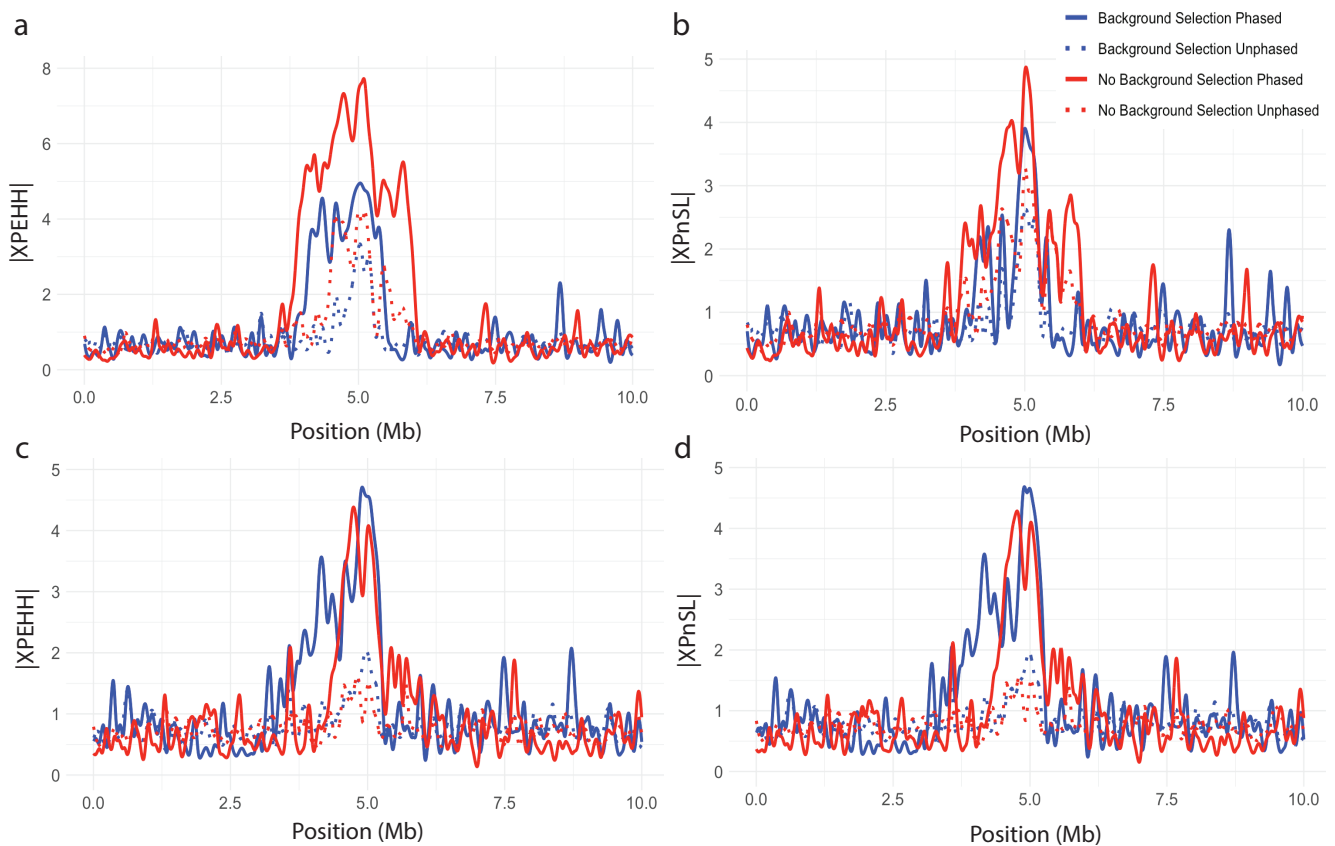 a
|XPEHH|
8
6
4
2
0
0.0 2.5 5.0 7.5 10.0
Position (Mb)
b
|XPnSL|
5
4
3
2
1
0
0.0 2.5 5.0 7.5 10.0
Position (Mb)
Background Selection Phased
Background Selection Unphased
No Background Selection Phased
No Background Selection Unphased
c
|XPEHH|
5
4
3
2
1
0
0.0 2.5 5.0 7.5 10.0
Position (Mb)
d
|XPnSL|
5
4
3
2
1
0
0.0 2.5 5.0 7.5 10.0
Position (Mb)